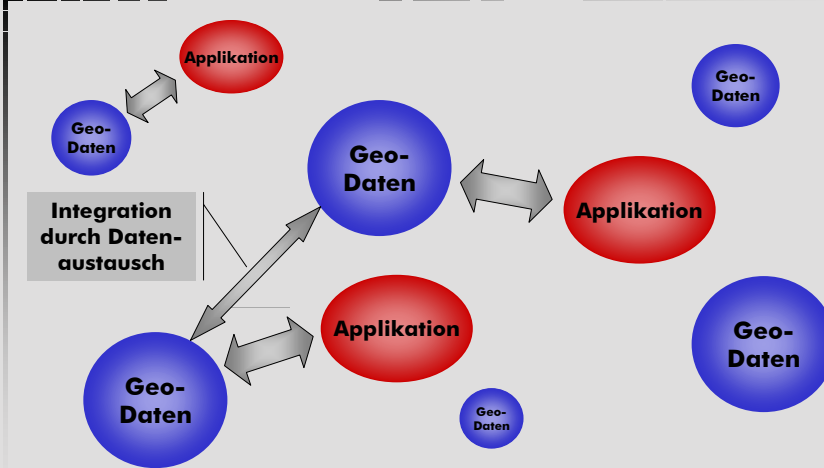 Applikation
Geo-
Daten
Geo-
Daten
Geo-
Daten
Applikation
Integration
durch Daten-
austausch
Applikation
Geo-
Daten
Geo-
Daten
Geo-
Daten